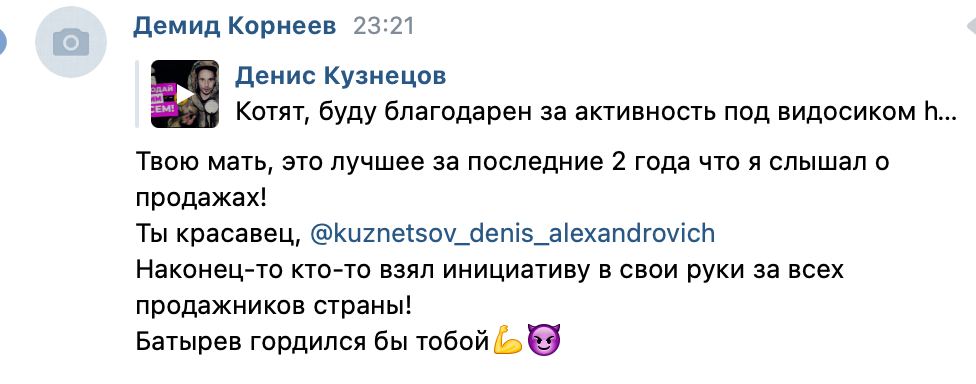 Демид Корнеев 23:21
Денис Кузнецов
Котят, буду благодарен за активность под видосиком h...
Твою мать, это лучшее за последние 2 года что я слышал о
продажах!
Ты красавец, @kuznetsov_denis_alexandrovich
Наконец-то кто-то взял инициативу в свои руки за всех
продажников страны!
Батырев гордился бы тобой💪😈